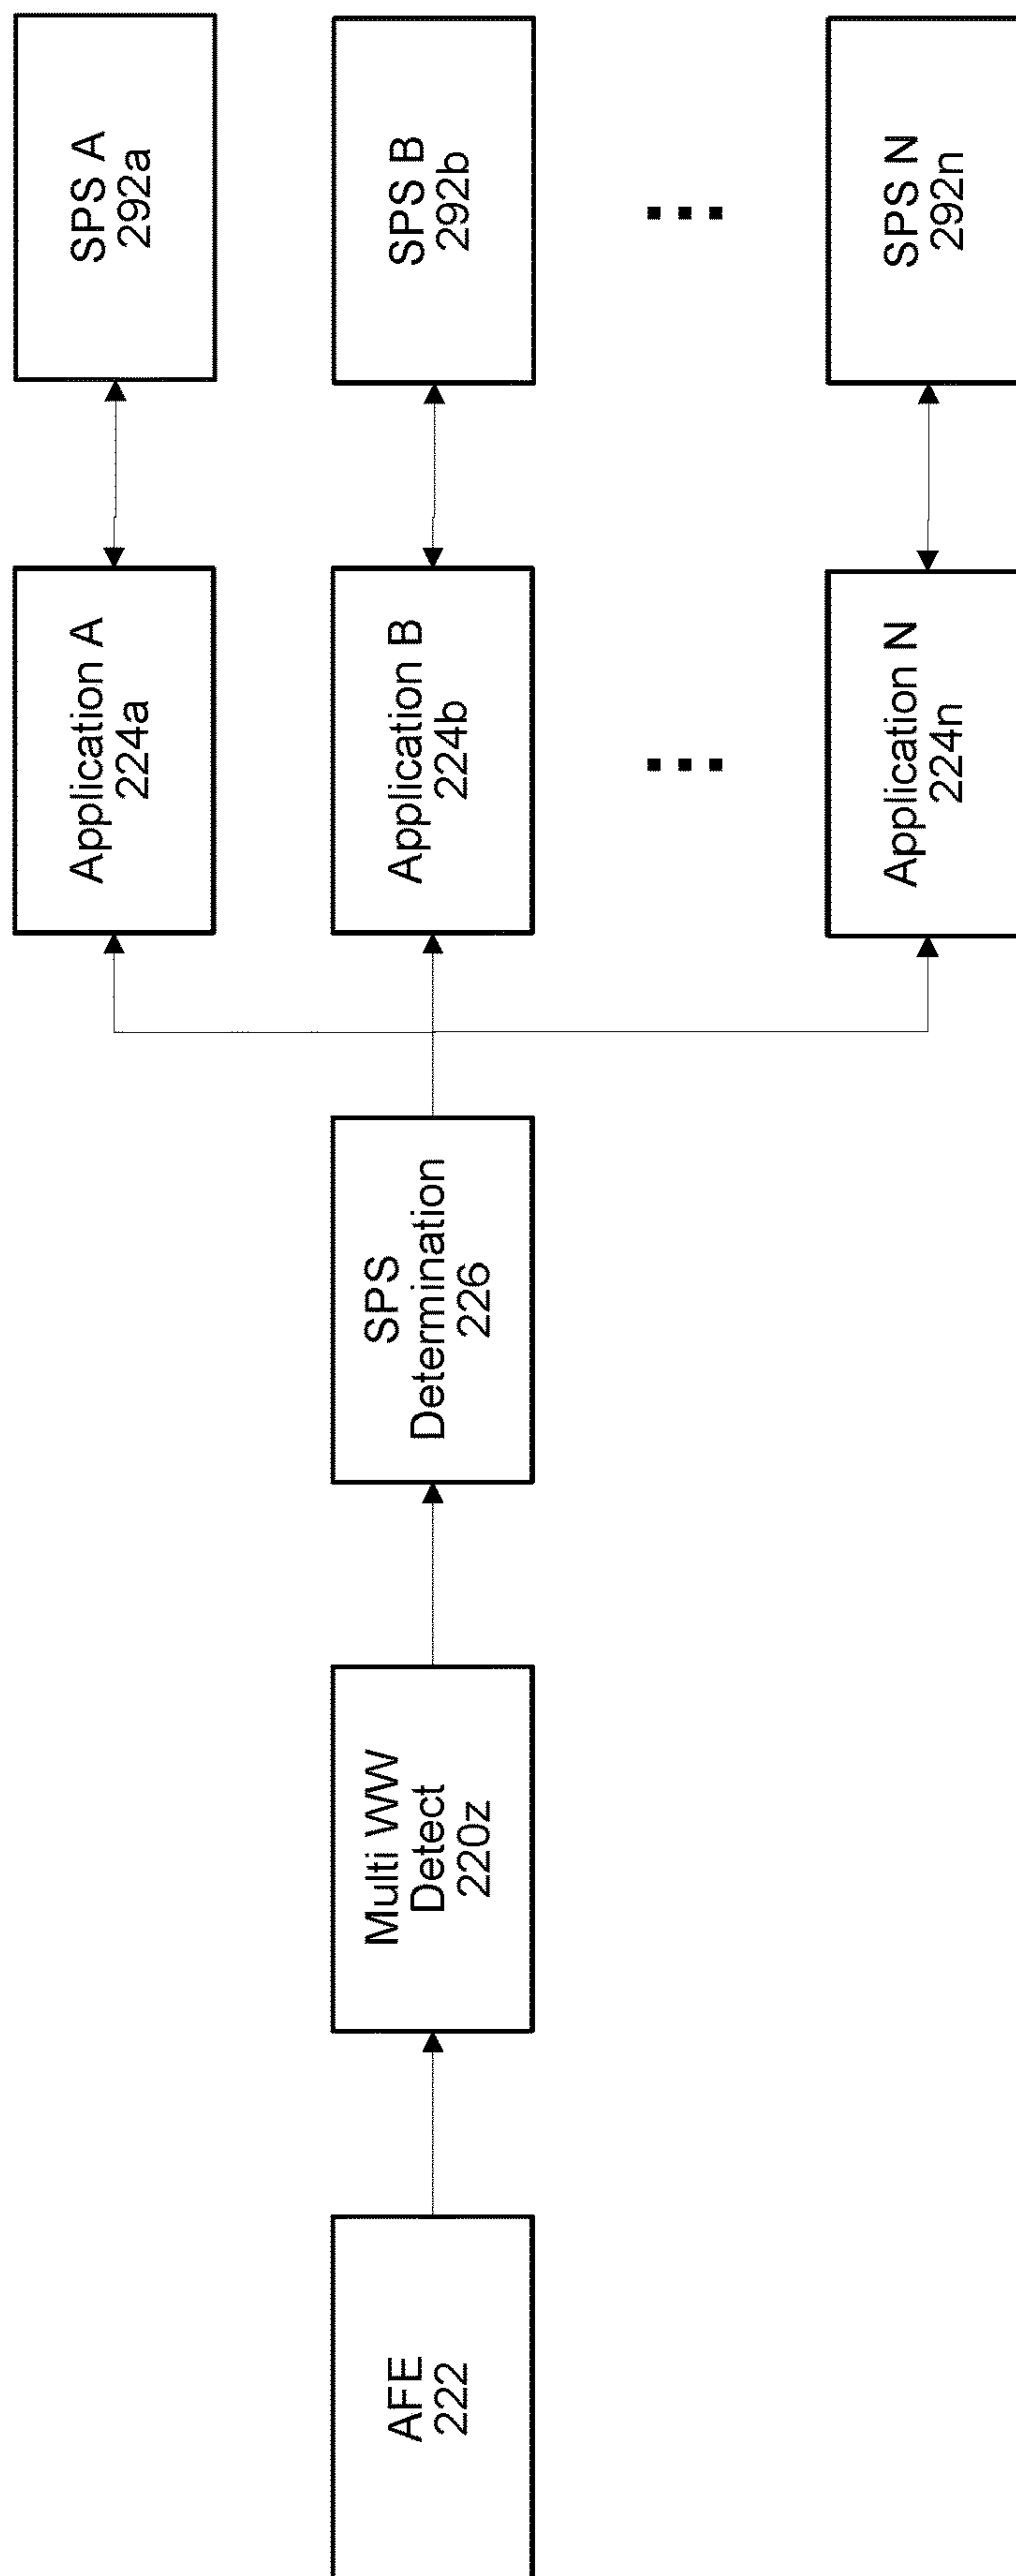 AFE
222
Multi WW
Detect
220z
SPS
Determination
226
Application A
224a
Application B
224b
Application N
224n
SPS A
292a
SPS B
292b
SPS N
292n